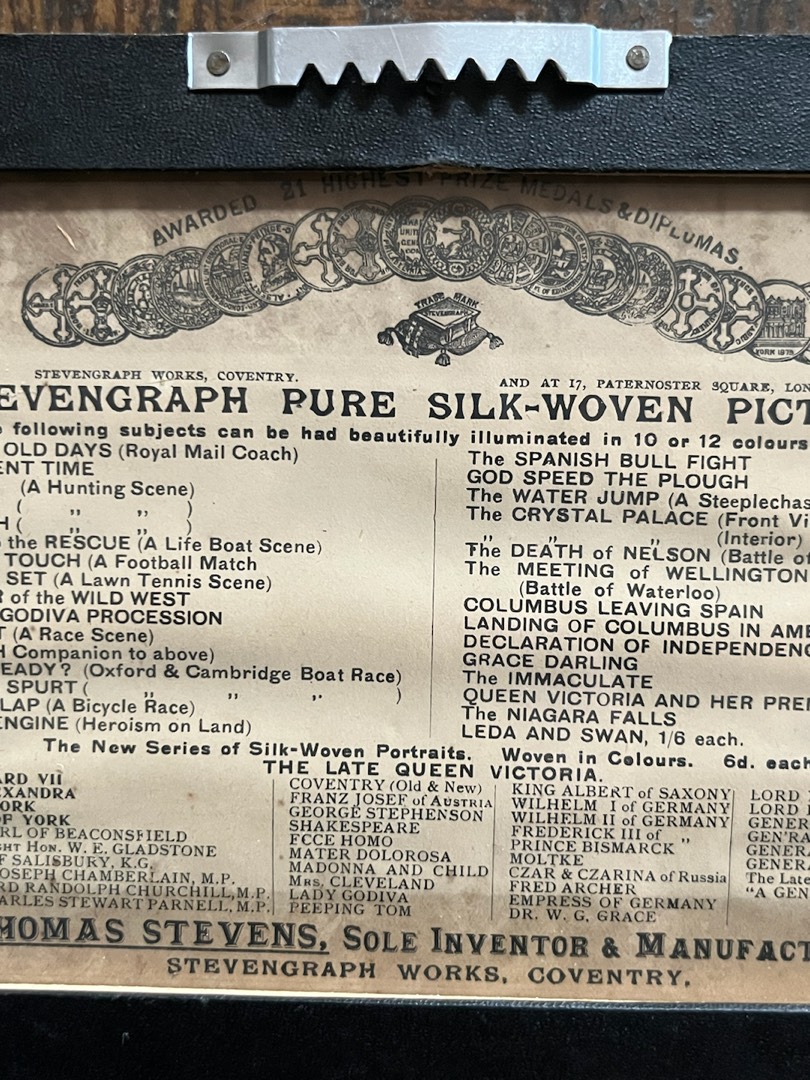 AWARDED 21 HIGHEST PRIZE MEDALS & DIPLOMAS.
TRADE MARK
STEVENGRAPH
STEVENGRAPH WORKS, COVENTRY.
AND AT 17, PATERNOSTER SQUARE, LON
EVENGRAPH PURE SILK-WOVEN PICT
following subjects can be had beautifully illuminated in 10 or 12 colours
OLD DAYS (Royal Mail Coach)
ENT TIME
(A Hunting Scene)
( ,, ,, )
H ( ,, ,, )
the RESCUE (A Life Boat Scene)
TOUCH (A Football Match
SET (A Lawn Tennis Scene)
R of the WILD WEST
GODIVA PROCESSION
T (A Race Scene)
H Companion to above)
EADY? (Oxford & Cambridge Boat Race)
SPURT ( ,, ,, ,, )
LAP (A Bicycle Race)
ENGINE (Heroism on Land)
The SPANISH BULL FIGHT
GOD SPEED THE PLOUGH
The WATER JUMP (A Steeplechas
The CRYSTAL PALACE (Front Vi
,, ,, ,, (Interior)
The DEATH of NELSON (Battle of
The MEETING of WELLINGTON
(Battle of Waterloo)
COLUMBUS LEAVING SPAIN
LANDING OF COLUMBUS IN AME
DECLARATION OF INDEPENDENC
GRACE DARLING
The IMMACULATE
QUEEN VICTORIA AND HER PREM
The NIAGARA FALLS
LEDA AND SWAN, 1/6 each.
The New Series of Silk-Woven Portraits. Woven in Colours. 6d. each
THE LATE QUEEN VICTORIA.
ARD VII
EXANDRA
ORK
OF YORK
RL OF BEACONSFIELD
GHT HON. W. E. GLADSTONE
F SALISBURY, K.G.
OSEPH CHAMBERLAIN, M.P.
RD RANDOLPH CHURCHILL, M.P.
HARLES STEWART PARNELL, M.P.
COVENTRY (Old & New)
FRANZ JOSEF of AUSTRIA
GEORGE STEPHENSON
SHAKESPEARE
ECCE HOMO
MATER DOLOROSA
MADONNA AND CHILD
MRS. CLEVELAND
LADY GODIVA
PEEPING TOM
KING ALBERT of SAXONY
WILHELM I of GERMANY
WILHELM II of GERMANY
FREDERICK III of
PRINCE BISMARCK ,,
MOLTKE
CZAR & CZARINA of Russia
FRED ARCHER
EMPRESS OF GERMANY
DR. W. G. GRACE
LORD
LORD
GENER
GEN'RA
GENERA
GENERA
The Late
"A GEN
HOMAS STEVENS, SOLE INVENTOR & MANUFACT
STEVENGRAPH WORKS, COVENTRY.